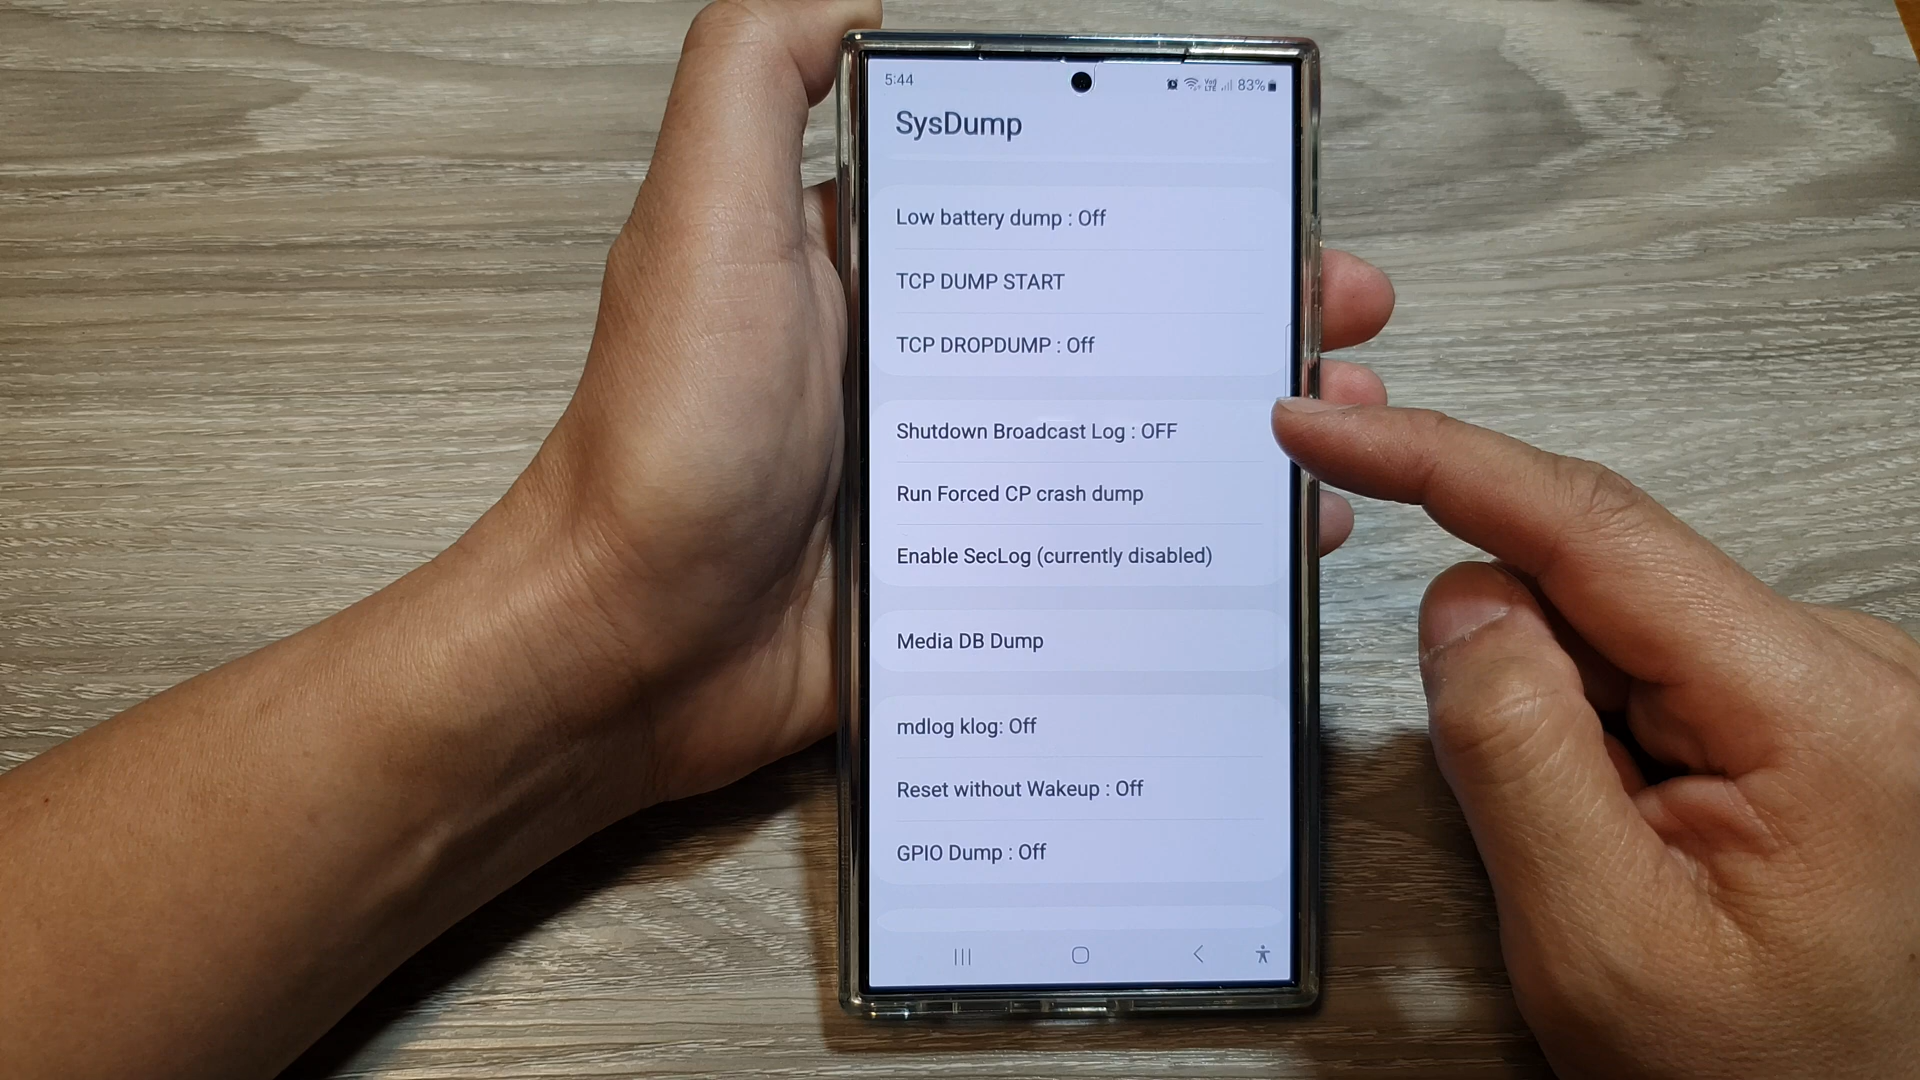 5:44
Vo)) LTE 83%
SysDump
Low battery dump : Off
TCP DUMP START
TCP DROPDUMP : Off
Shutdown Broadcast Log : OFF
Run Forced CP crash dump
Enable SecLog (currently disabled)
Media DB Dump
mdlog klog: Off
Reset without Wakeup : Off
GPIO Dump : Off